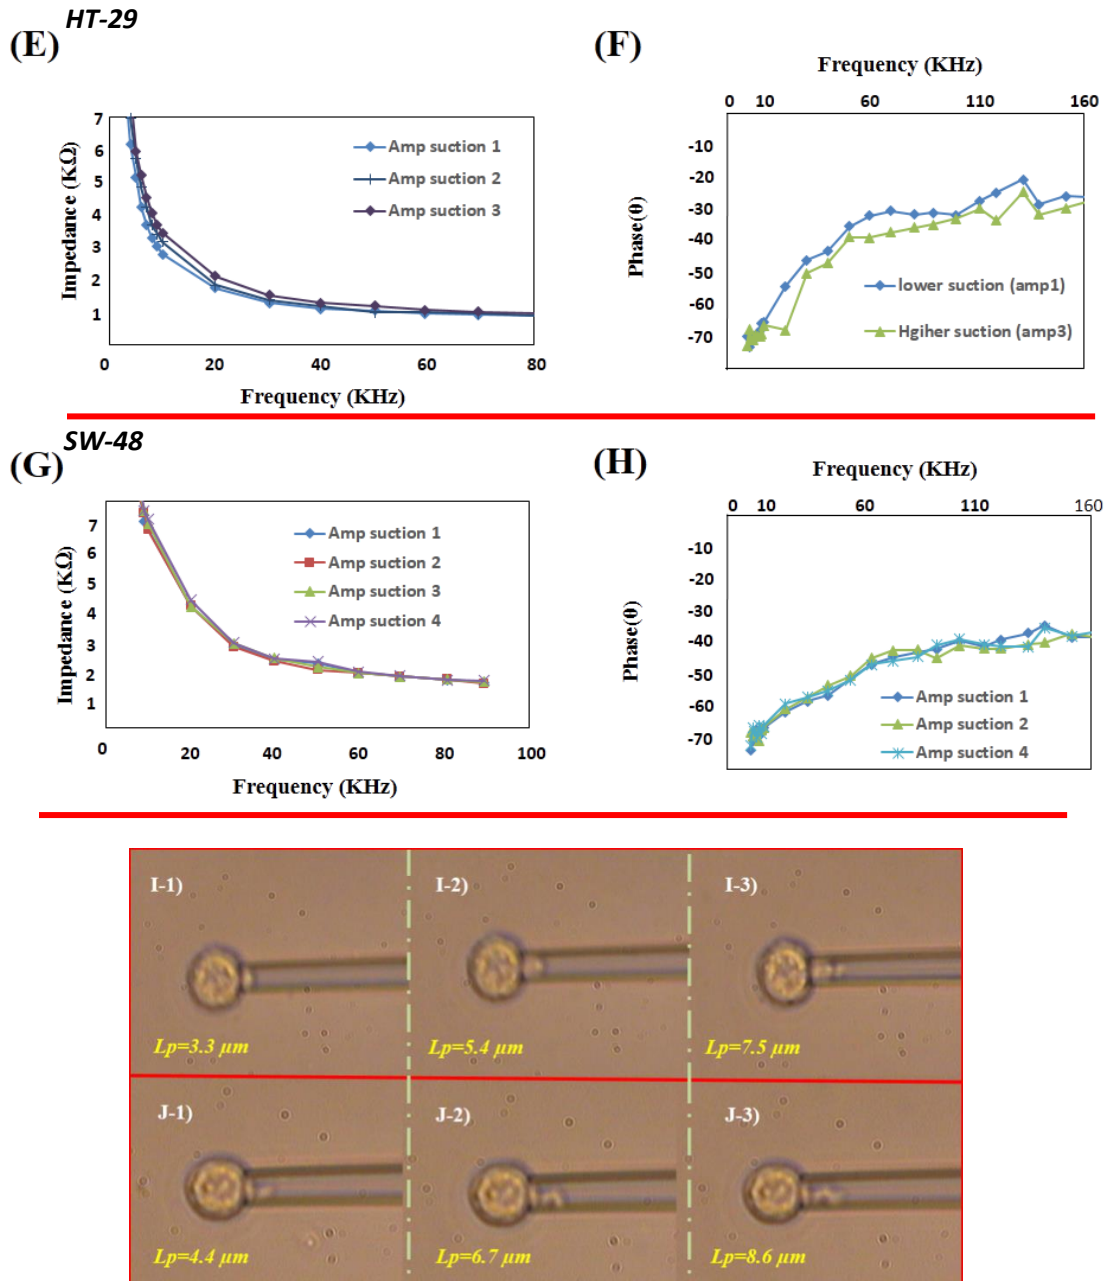 HT-29
(E)
7
6
5
4
3
2
1
Impedance (KΩ)
Amp suction 1
Amp suction 2
Amp suction 3
0 20 40 60 80
Frequency (KHz)
(F)
Frequency (KHz)
0 10 60 110 160
-10
-20
-30
-40
-50
-60
-70
Phase(θ)
lower suction (amp1)
Hgiher suction (amp3)
SW-48
(G)
7
6
5
4
3
2
1
Impedance (KΩ)
Amp suction 1
Amp suction 2
Amp suction 3
Amp suction 4
0 20 40 60 80 100
Frequency (KHz)
(H)
Frequency (KHz)
0 10 60 110 160
-10
-20
-30
-40
-50
-60
-70
Phase(θ)
Amp suction 1
Amp suction 2
Amp suction 4
I-1) I-2) I-3)
Lp=3.3 µm Lp=5.4 µm Lp=7.5 µm
J-1) J-2) J-3)
Lp=4.4 µm Lp=6.7 µm Lp=8.6 µm